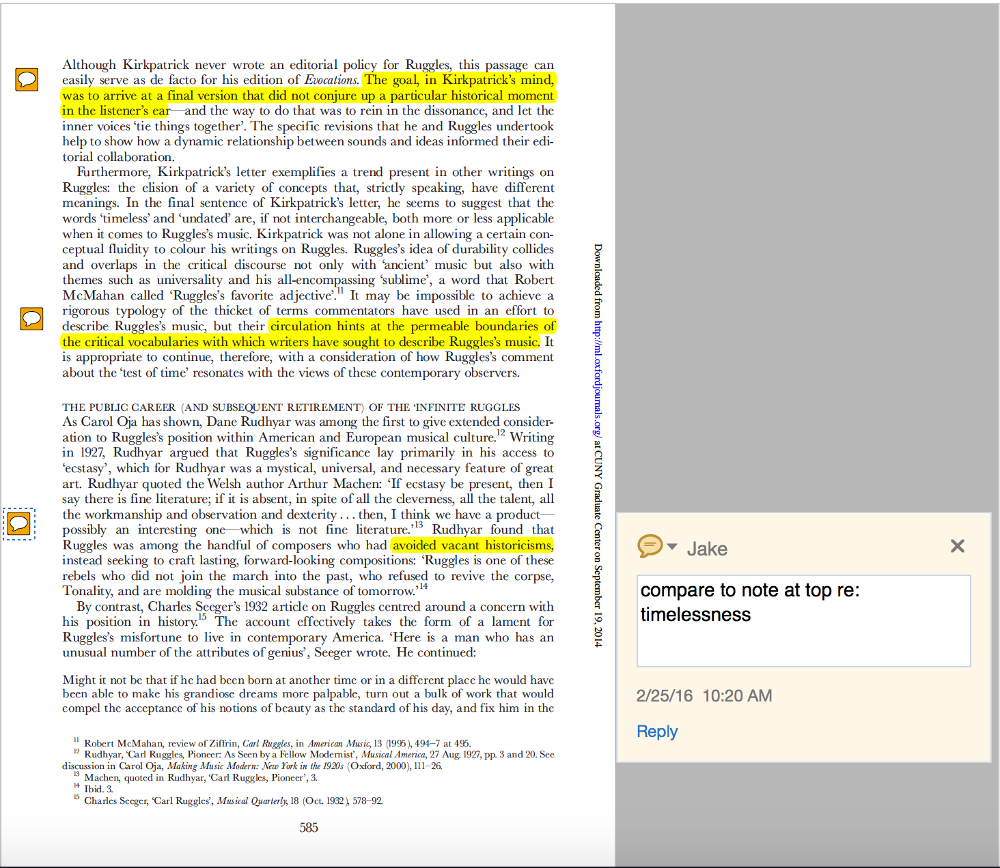 Although Kirkpatrick never wrote an editorial policy for Ruggles, this passage can
easily serve as de facto for his edition of Evocations. The goal, in Kirkpatrick's mind,
was to arrive at a final version that did not conjure up a particular historical moment
in the listener's ear—and the way to do that was to rein in the dissonance, and let the
inner voices 'tie things together'. The specific revisions that he and Ruggles undertook
help to show how a dynamic relationship between sounds and ideas informed their edi-
torial collaboration.
Furthermore, Kirkpatrick's letter exemplifies a trend present in other writings on
Ruggles: the elision of a variety of concepts that, strictly speaking, have different
meanings. In the final sentence of Kirkpatrick's letter, he seems to suggest that the
words 'timeless' and 'undated' are, if not interchangeable, both more or less applicable
when it comes to Ruggles's music. Kirkpatrick was not alone in allowing a certain con-
ceptual fluidity to colour his writings on Ruggles. Ruggles's idea of durability collides
and overlaps in the critical discourse not only with 'ancient' music but also with
themes such as universality and his all-encompassing 'sublime', a word that Robert
McMahan called 'Ruggles's favorite adjective'.11 It may be impossible to achieve a
rigorous typology of the thicket of terms commentators have used in an effort to
describe Ruggles's music, but their circulation hints at the permeable boundaries of
the critical vocabularies with which writers have sought to describe Ruggles's music. It
is appropriate to continue, therefore, with a consideration of how Ruggles's comment
about the 'test of time' resonates with the views of these contemporary observers.
THE PUBLIC CAREER (AND SUBSEQUENT RETIREMENT) OF THE 'INFINITE' RUGGLES
As Carol Oja has shown, Dane Rudhyar was among the first to give extended consider-
ation to Ruggles's position within American and European musical culture.12 Writing
in 1927, Rudhyar argued that Ruggles's significance lay primarily in his access to
'ecstasy', which for Rudhyar was a mystical, universal, and necessary feature of great
art. Rudhyar quoted the Welsh author Arthur Machen: 'If ecstasy be present, then I
say there is fine literature; if it is absent, in spite of all the cleverness, all the talent, all
the workmanship and observation and dexterity . . . then, I think we have a product—
possibly an interesting one—which is not fine literature.'13 Rudhyar found that
Ruggles was among the handful of composers who had avoided vacant historicisms,
instead seeking to craft lasting, forward-looking compositions: 'Ruggles is one of these
rebels who did not join the march into the past, who refused to revive the corpse,
Tonality, and are molding the musical substance of tomorrow.'14
By contrast, Charles Seeger's 1932 article on Ruggles centred around a concern with
his position in history.15 The account effectively takes the form of a lament for
Ruggles's misfortune to live in contemporary America. 'Here is a man who has an
unusual number of the attributes of genius', Seeger wrote. He continued:
Might it not be that if he had been born at another time or in a different place he would have
been able to make his grandiose dreams more palpable, turn out a bulk of work that would
compel the acceptance of his notions of beauty as the standard of his day, and fix him in the
11 Robert McMahan, review of Ziffrin, Carl Ruggles, in American Music, 13 (1995), 494–7 at 495.
12 Rudhyar, 'Carl Ruggles, Pioneer: As Seen by a Fellow Modernist', Musical America, 27 Aug. 1927, pp. 3 and 20. See
discussion in Carol Oja, Making Music Modern: New York in the 1920s (Oxford, 2000), 111–26.
13 Machen, quoted in Rudhyar, 'Carl Ruggles, Pioneer', 3.
14 Ibid. 3.
15 Charles Seeger, 'Carl Ruggles', Musical Quarterly, 18 (Oct. 1932), 578–92.
585
Downloaded from http://ml.oxfordjournals.org/ at CUNY Graduate Center on September 19, 2014
Jake
compare to note at top re:
timelessness
2/25/16 10:20 AM
Reply